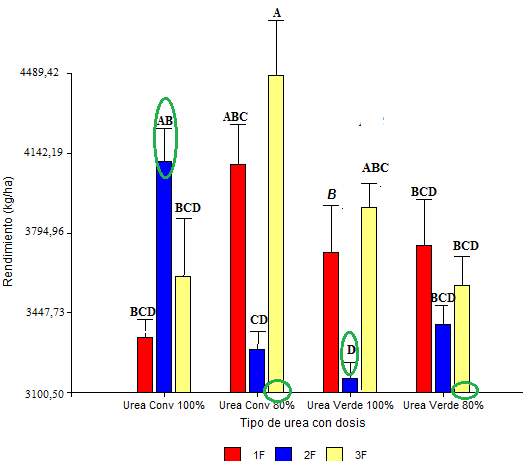 A
4489,42
AB
ABC
4142,19
ABC
BCD
B
BCD
3794,96
BCD
Rendimiento (kg/ha)
BCD
CD
BCD
3447,73
D
3100,50
Urea Conv 100%
Urea Conv 80%
Urea Verde 100%
Urea Verde 80%
Tipo de urea con dosis
1F
2F
3F